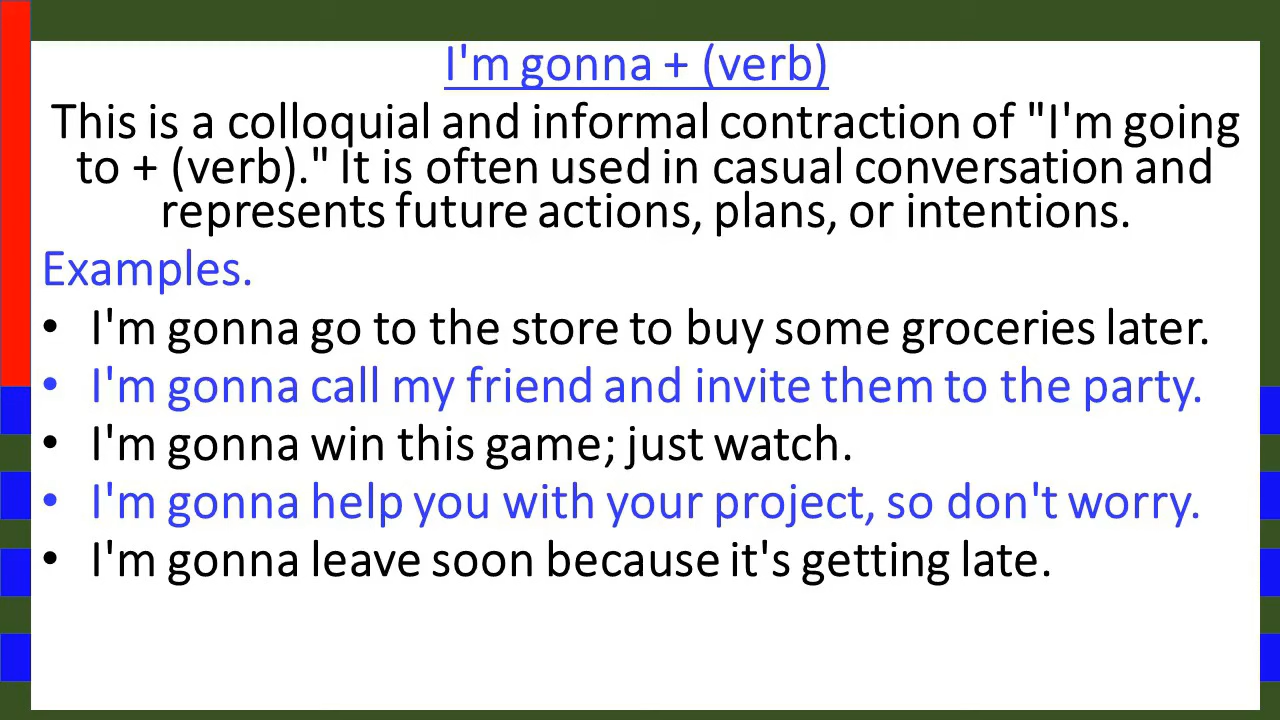 I'm gonna + (verb)
This is a colloquial and informal contraction of "I'm going
to + (verb)." It is often used in casual conversation and
represents future actions, plans, or intentions.
Examples.
• I'm gonna go to the store to buy some groceries later.
• I'm gonna call my friend and invite them to the party.
• I'm gonna win this game; just watch.
• I'm gonna help you with your project, so don't worry.
• I'm gonna leave soon because it's getting late.